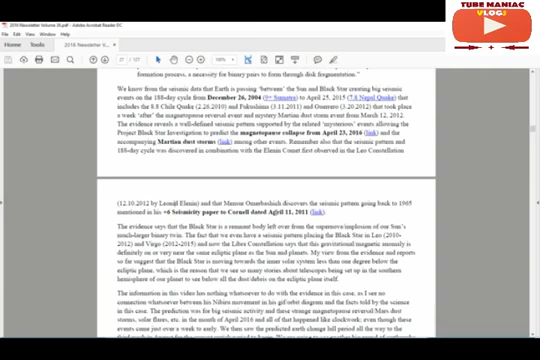 2016 Newsletter Volume 20.pdf - Adobe Acrobat Reader DC
TUBE MANIAC
VLOGS
File Edit View Window Help
Home Tools 2016 Newsletter Volume ...
formation process, a necessity for binary pairs to form through disk fragmentation."
We know from the seismic data that Earth is passing 'between' the Sun and Black Star creating big seismic
events on the 188-day cycle from December 26, 2004 (9+ Sumatra) to April 25, 2015 (7.8 Nepal Quake) that
includes the 8.8 Chile Quake (2.26.2010) and Fukushima (3.11.2011) and Guerrero (3.20.2012) that took place
a week 'after' the magnetopause reversal event and mystery Martian dust storm event from March 12, 2012.
The evidence reveals a well-defined seismic pattern supported by the related 'mysterious' events allowing the
Project Black Star Investigation to predict the magnetopause collapse from April 23, 2016 (link) and the
accompanying Martian dust storms (link) among other events. Remember also that the seismic pattern and
188-day cycle was discovered in combination with the Elenin Comet first observed in the Leo Constellation
(12.10.2012 by Leonid Elenin) and that Mensur Omerbashich discovers the seismic pattern going back to 1965
mentioned in his +6 Seismicity paper to Cornell dated April 11, 2011 (link).
The evidence says that the Black Star is a remnant body left over from the supernova/implosion of our Sun's
much-larger binary twin. The fact that we even have a seismic pattern placing the Black Star in Leo (2010-
2012) and Virgo (2012-2015) and now the Libra Constellation says that this gravitational magnetic anomaly is
definitely on or very near the same ecliptic plane as the Sun and planets. My view from the evidence and reports
so far suggest that the Black Star is moving towards the inner solar system less than one degree below the
ecliptic plane, which is the reason that we see so many stories about telescopes being set up in the southern
hemisphere of our planet to see below all the dust/debris on the ecliptic plane itself.
The information in this video has nothing whatsoever to do with the evidence in this case, as I see no
connection whatsoever between his Nibiru movement in his gif/orbit diagram and the facts told by the science
in this case. The prediction was for big seismic activity and these strange magnetopause reversal/Mars dust
storms, solar flares, etc. in the month of April 2016 and all of that happened like clockwork; even though these
events came just over a week to early. We then saw the predicted earth change lull period all the way to the